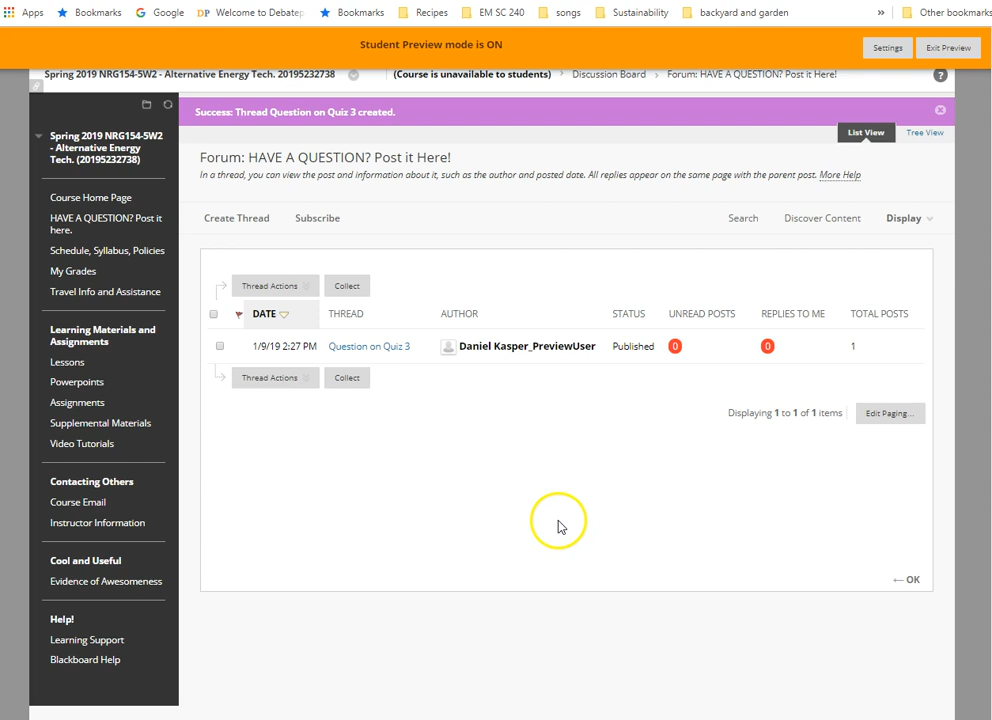 Apps Bookmarks Google DP Welcome to Debatep Bookmarks Recipes EM SC 240 songs Sustainability backyard and garden » Other bookmarks
Student Preview mode is ON
Settings Exit Preview
Spring 2019 NRG154-5W2 - Alternative Energy Tech. 20195232738 (Course is unavailable to students) > Discussion Board > Forum: HAVE A QUESTION? Post it Here! ?
Success: Thread Question on Quiz 3 created.
List View Tree View
Spring 2019 NRG154-5W2
- Alternative Energy
Tech. (20195232738)
Course Home Page
HAVE A QUESTION? Post it
here.
Schedule, Syllabus, Policies
My Grades
Travel Info and Assistance
Learning Materials and
Assignments
Lessons
Powerpoints
Assignments
Supplemental Materials
Video Tutorials
Contacting Others
Course Email
Instructor Information
Cool and Useful
Evidence of Awesomeness
Help!
Learning Support
Blackboard Help
Forum: HAVE A QUESTION? Post it Here!
In a thread, you can view the post and information about it, such as the author and posted date. All replies appear on the same page with the parent post. More Help
Create Thread Subscribe Search Discover Content Display
Thread Actions Collect
DATE THREAD AUTHOR STATUS UNREAD POSTS REPLIES TO ME TOTAL POSTS
1/9/19 2:27 PM Question on Quiz 3 Daniel Kasper_PreviewUser Published 0 0 1
Thread Actions Collect
Displaying 1 to 1 of 1 items Edit Paging...
← OK